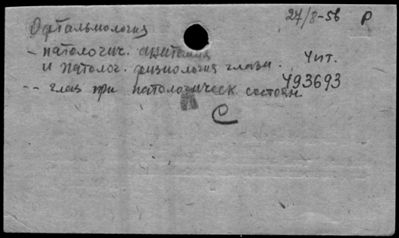 27/8-56 Р
Офтальмология
- патологич. анатомия
и патолог. физиология глаза. Чит.
493693
-- глаз при патологическ. состоян.
С